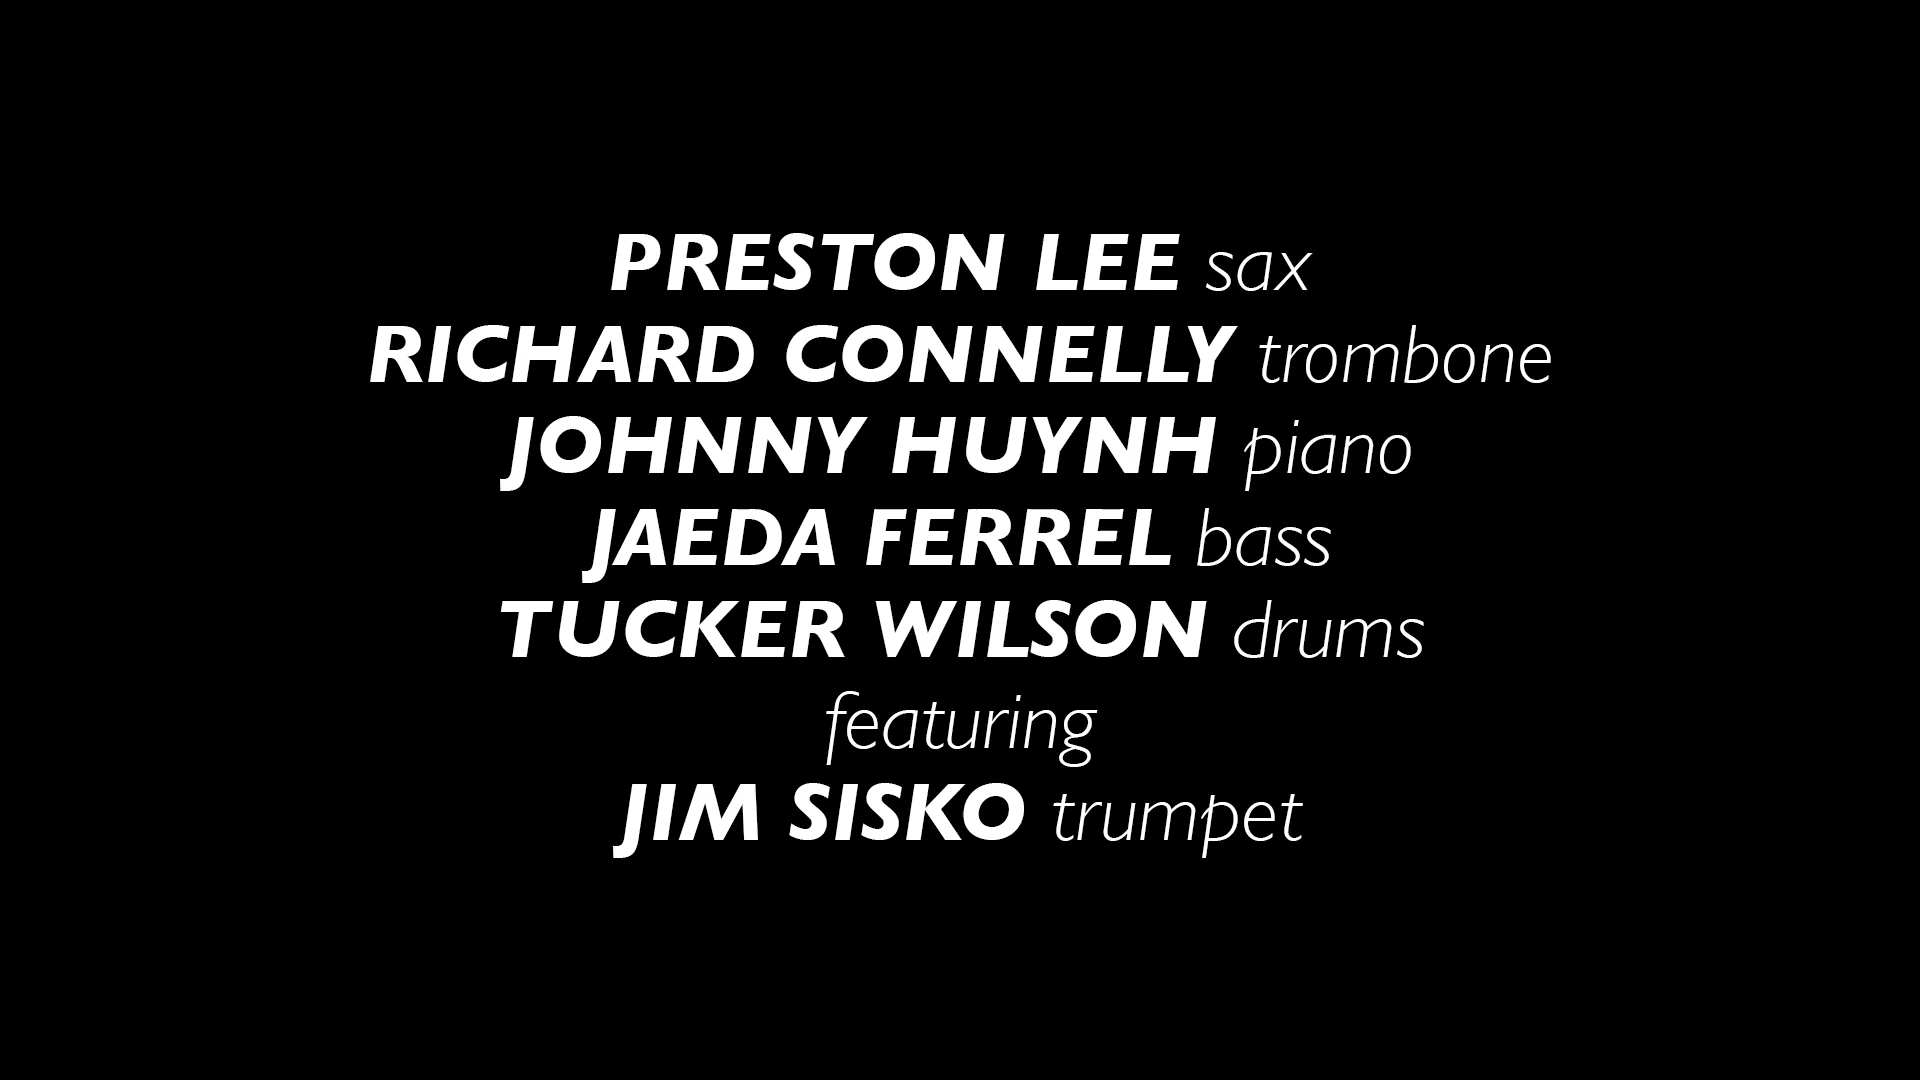 PRESTON LEE sax
RICHARD CONNELLY trombone
JOHNNY HUYNH piano
JAEDA FERREL bass
TUCKER WILSON drums
featuring
JIM SISKO trumpet